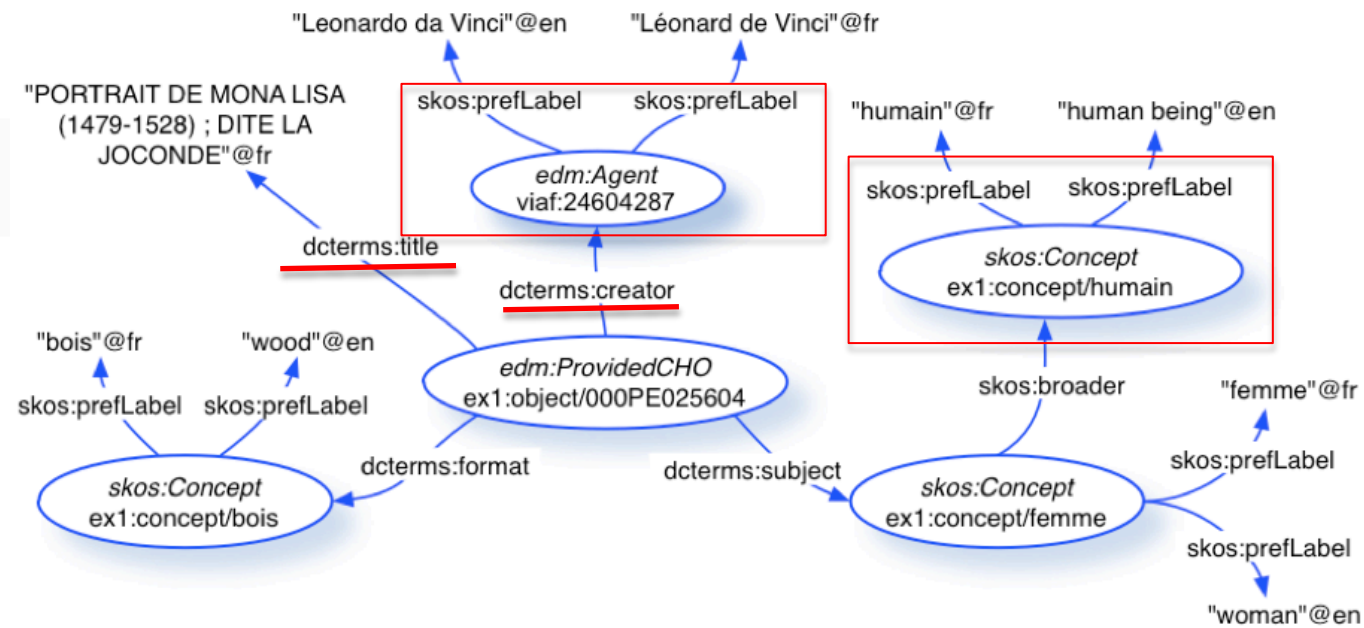 "Leonardo da Vinci"@en
"Léonard de Vinci"@fr
"PORTRAIT DE MONA LISA
(1479-1528) ; DITE LA
JOCONDE"@fr
skos:prefLabel
skos:prefLabel
"humain"@fr
"human being"@en
edm:Agent
viaf:24604287
skos:prefLabel
skos:prefLabel
dcterms:title
skos:Concept
ex1:concept/humain
dcterms:creator
"bois"@fr
"wood"@en
edm:ProvidedCHO
ex1:object/000PE025604
skos:broader
"femme"@fr
skos:prefLabel
skos:prefLabel
dcterms:format
dcterms:subject
skos:prefLabel
skos:Concept
ex1:concept/bois
skos:Concept
ex1:concept/femme
skos:prefLabel
"woman"@en